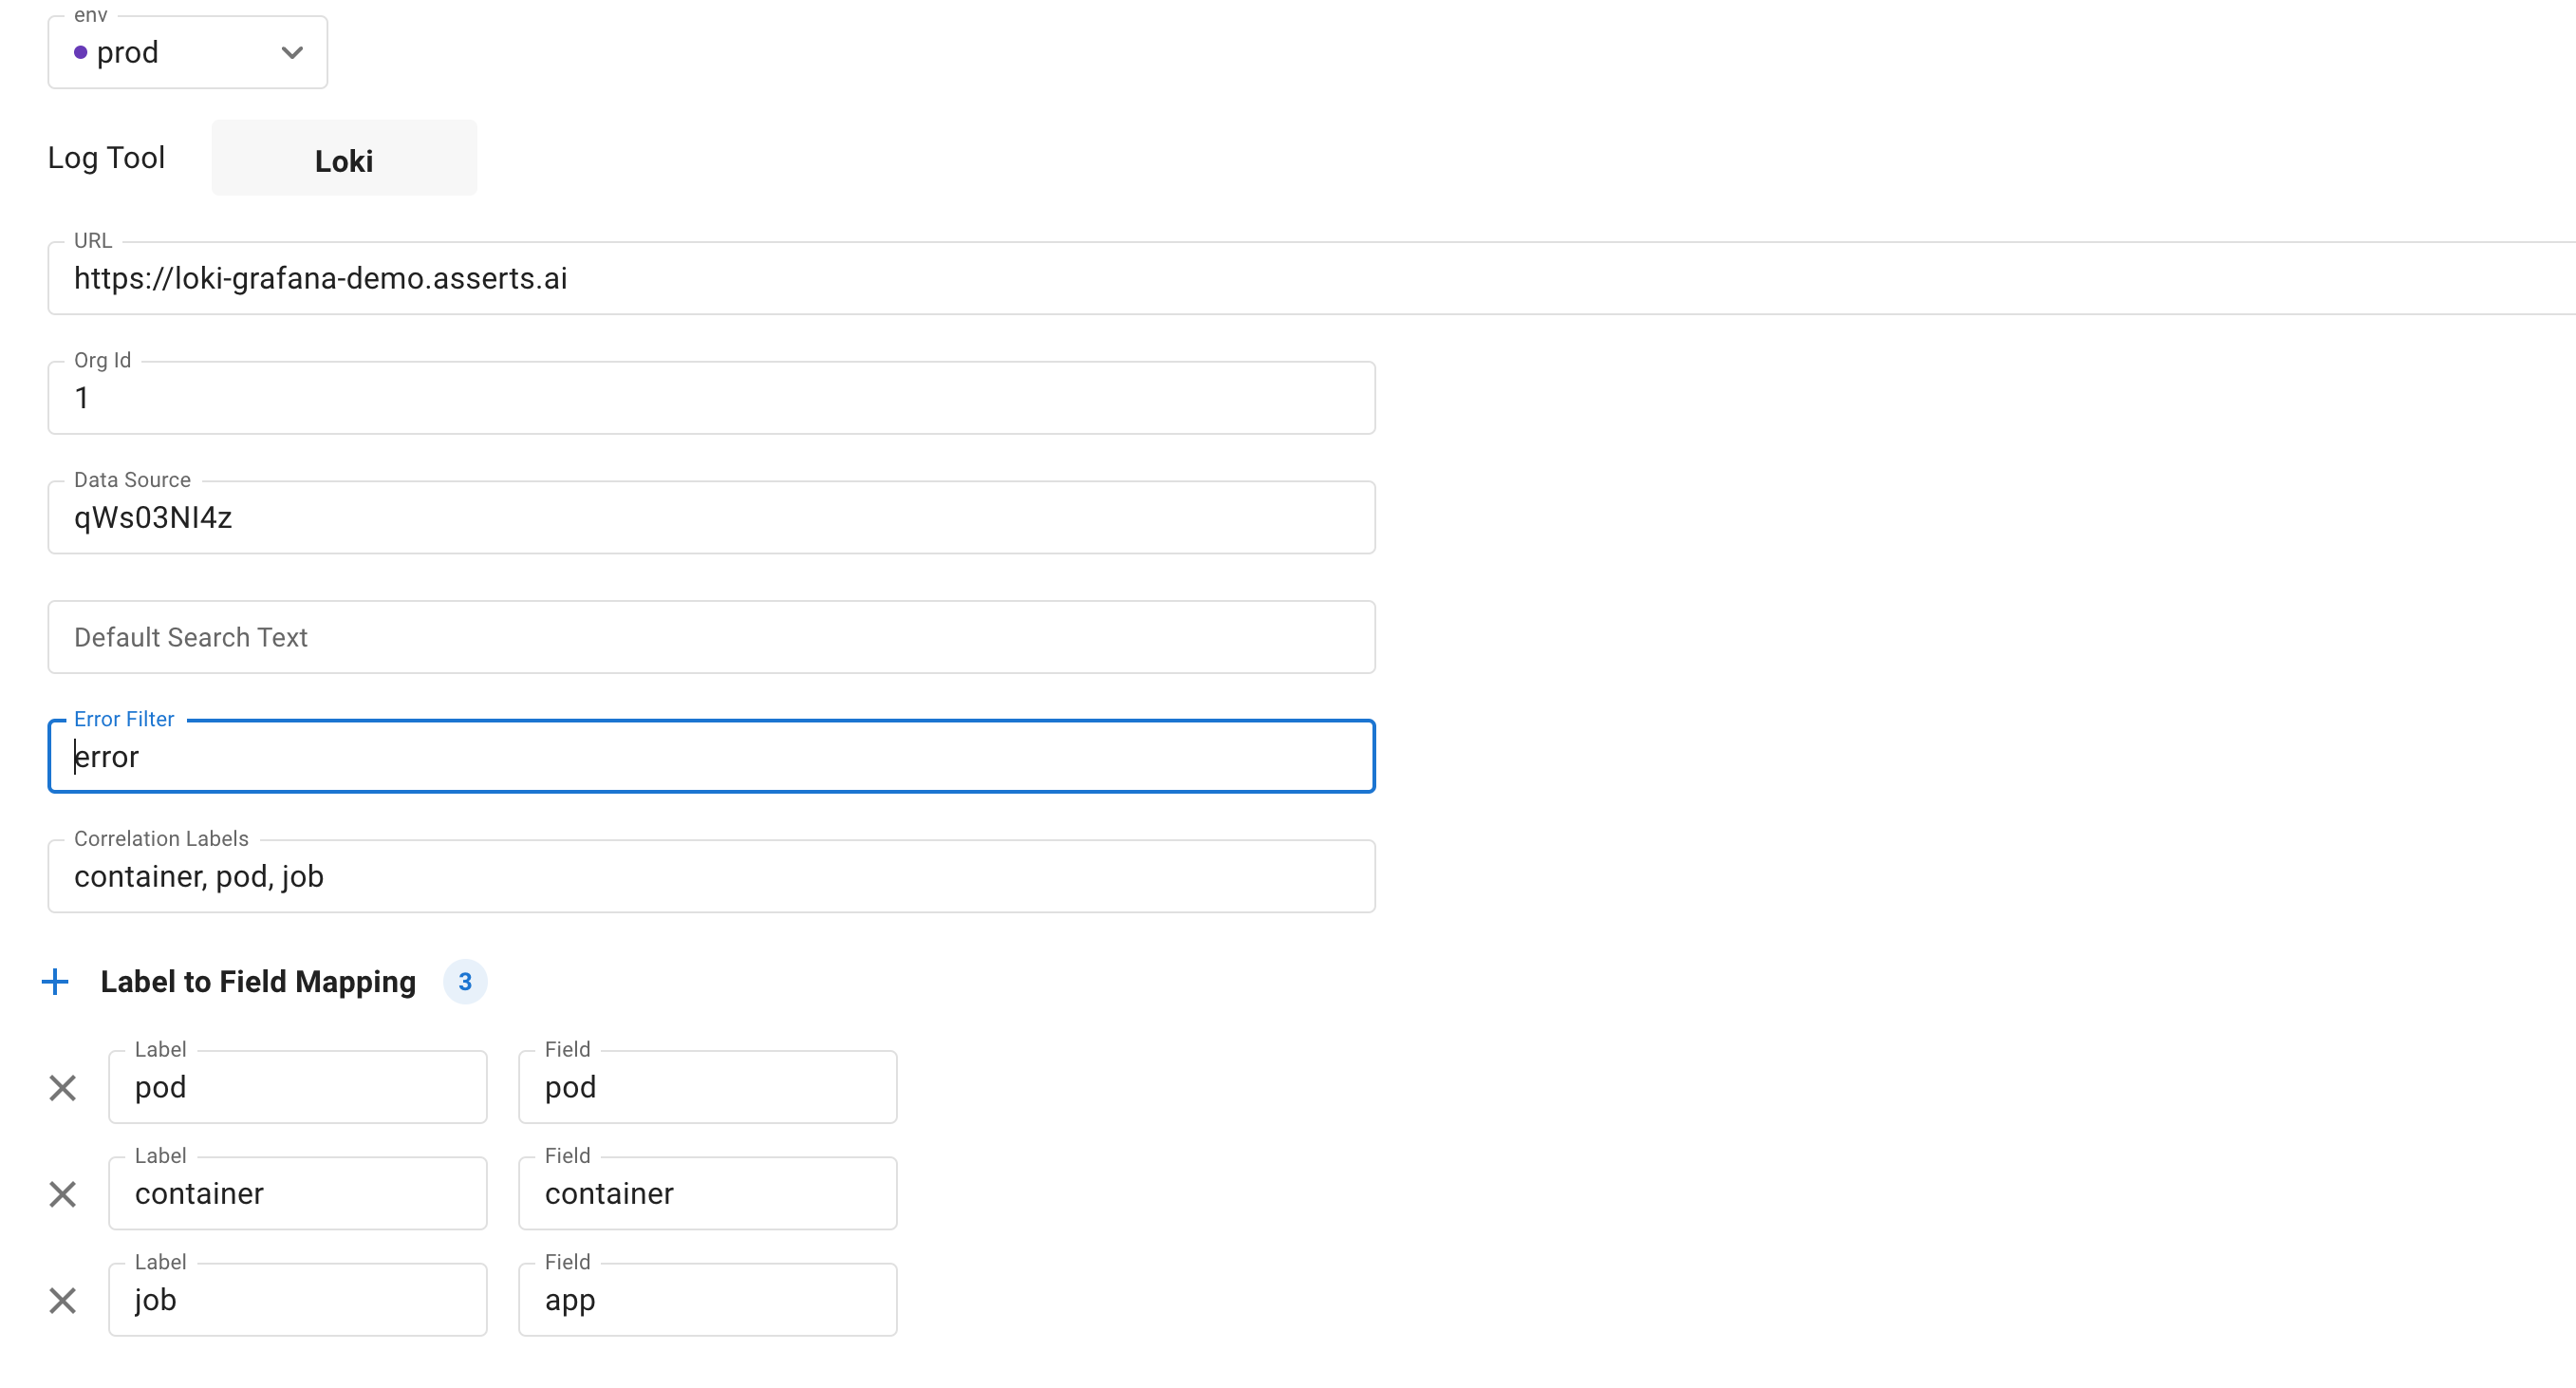 env
prod
Log Tool
Loki
URL
https://loki-grafana-demo.asserts.ai
Org Id
1
Data Source
qWs03NI4z
Default Search Text
Error Filter
error
Correlation Labels
container, pod, job
Label to Field Mapping 3
Label Field
pod pod
Label Field
container container
Label Field
job app